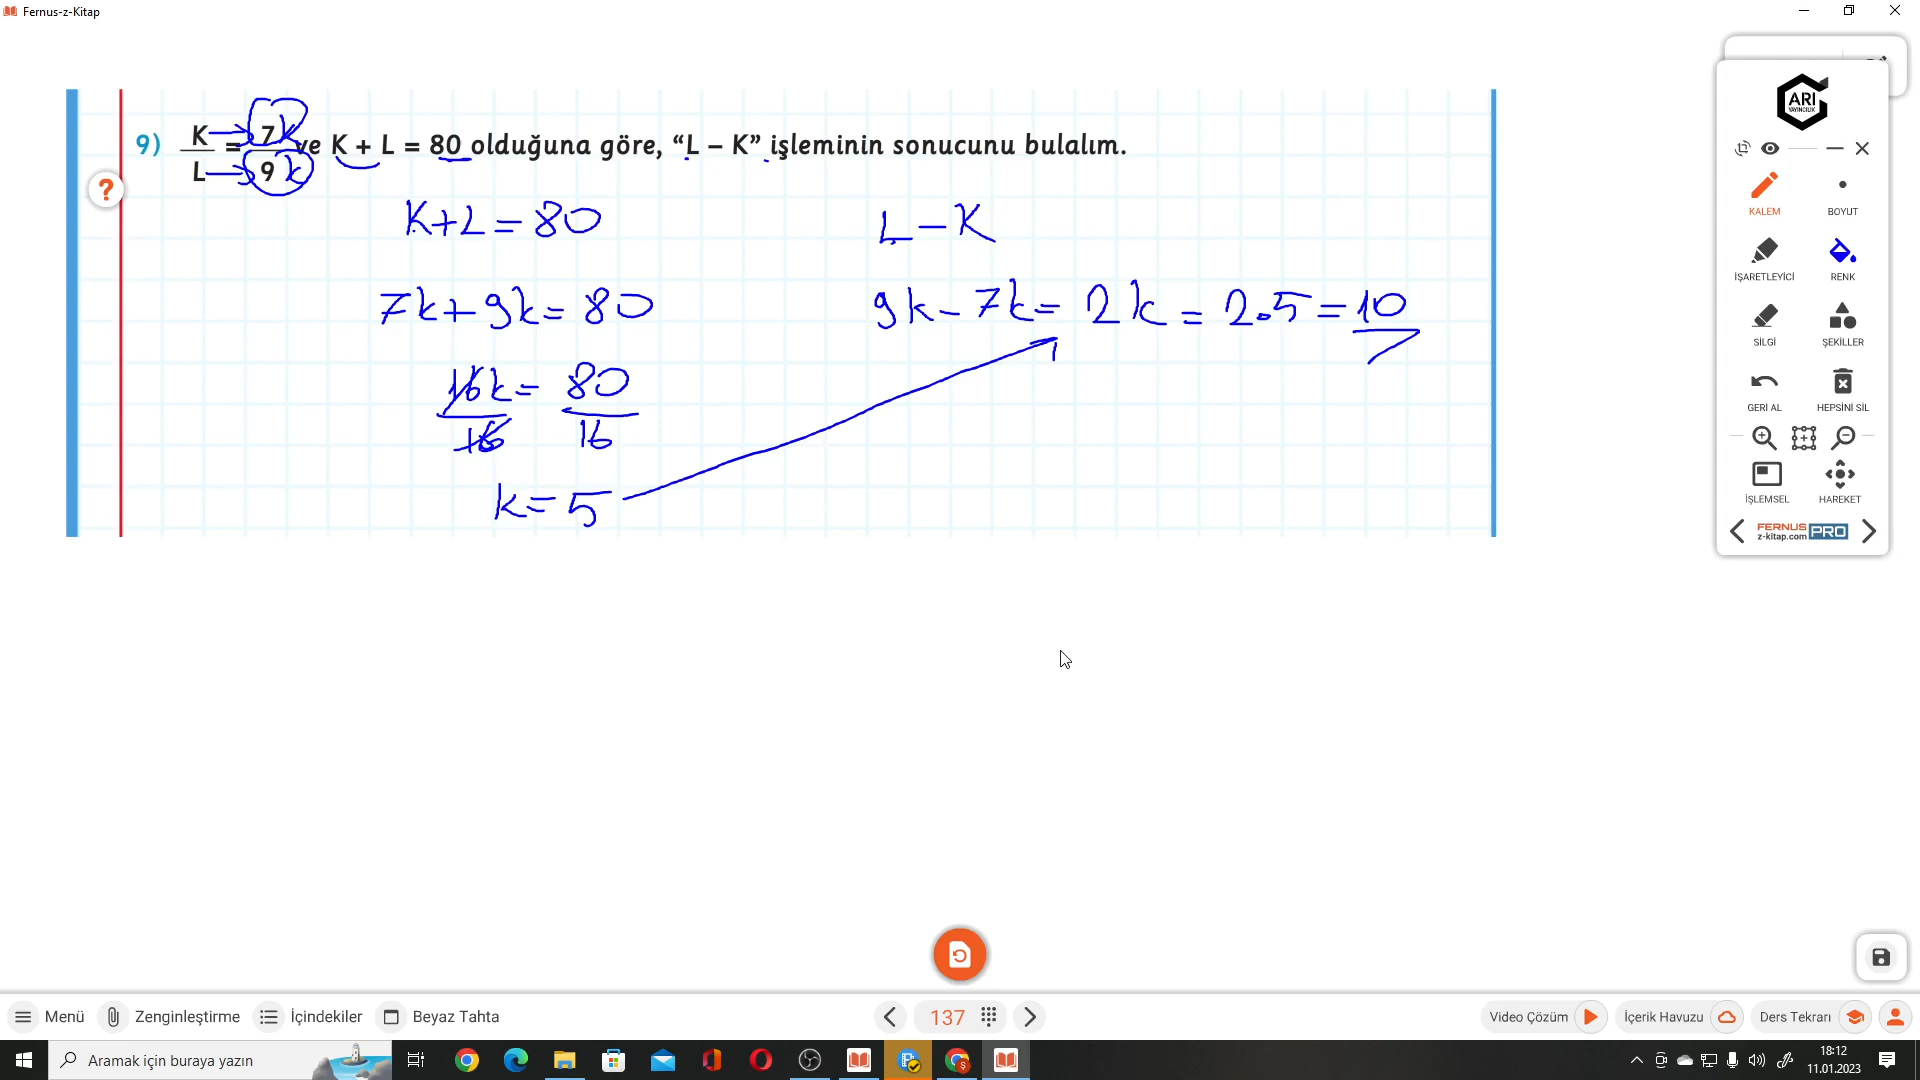 Fernus-z-Kitap
9) K/L = 7k/9k ve K + L = 80 olduğuna göre, “L – K” işleminin sonucunu bulalım.
?
K+L=80
L-K
7k+9k=80
9k-7k=2k=2.5=10
16k/16=80/16
k=5
ARI
YAYINCILIK
KALEM
BOYUT
İŞARETLEYİCİ
RENK
SİLGİ
ŞEKİLLER
GERİ AL
HEPSİNİ SİL
İŞLEMSEL
HAREKET
FERNUS
z-kitap.com PRO
Menü
Zenginleştirme
İçindekiler
Beyaz Tahta
137
Video Çözüm
İçerik Havuzu
Ders Tekrarı
Aramak için buraya yazın
18:12
11.01.2023